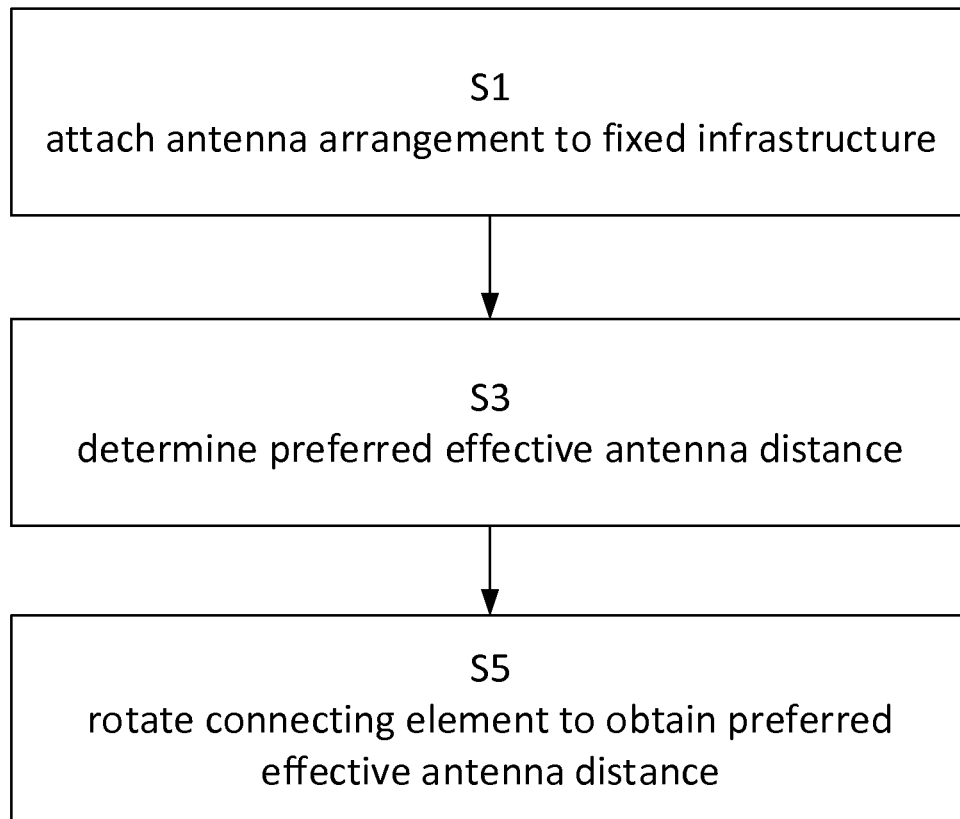 S1
attach antenna arrangement to fixed infrastructure
S3
determine preferred effective antenna distance
S5
rotate connecting element to obtain preferred
effective antenna distance